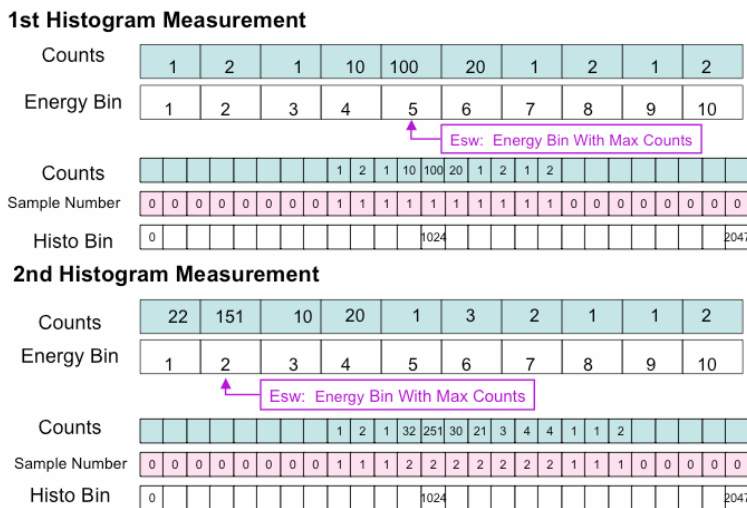 1st Histogram Measurement
Counts 1 2 1 10 100 20 1 2 1 2
Energy Bin 1 2 3 4 5 6 7 8 9 10
Esw: Energy Bin With Max Counts
Counts 1 2 1 10 100 20 1 2 1 2
Sample Number 0 0 0 0 0 0 0 0 1 1 1 1 1 1 1 1 1 1 0 0 0 0 0 0 0 0
Histo Bin 0 1024 2047
2nd Histogram Measurement
Counts 22 151 10 20 1 3 2 1 1 2
Energy Bin 1 2 3 4 5 6 7 8 9 10
Esw: Energy Bin With Max Counts
Counts 1 2 1 32 251 30 21 3 4 4 1 1 2
Sample Number 0 0 0 0 0 0 0 0 1 1 1 2 2 2 2 2 2 2 1 1 1 0 0 0 0 0
Histo Bin 0 1024 2047